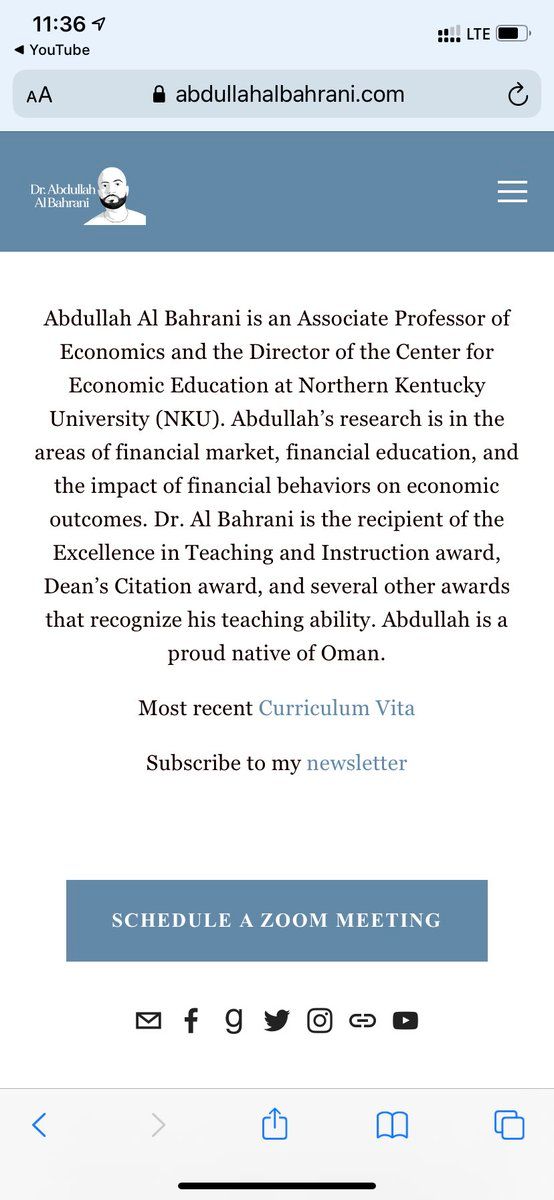 11:36
LTE
◀ YouTube
AA
abdullahalbahrani.com
Dr. Abdullah
Al Bahrani
Abdullah Al Bahrani is an Associate Professor of
Economics and the Director of the Center for
Economic Education at Northern Kentucky
University (NKU). Abdullah’s research is in the
areas of financial market, financial education, and
the impact of financial behaviors on economic
outcomes. Dr. Al Bahrani is the recipient of the
Excellence in Teaching and Instruction award,
Dean’s Citation award, and several other awards
that recognize his teaching ability. Abdullah is a
proud native of Oman.
Most recent Curriculum Vita
Subscribe to my newsletter
SCHEDULE A ZOOM MEETING